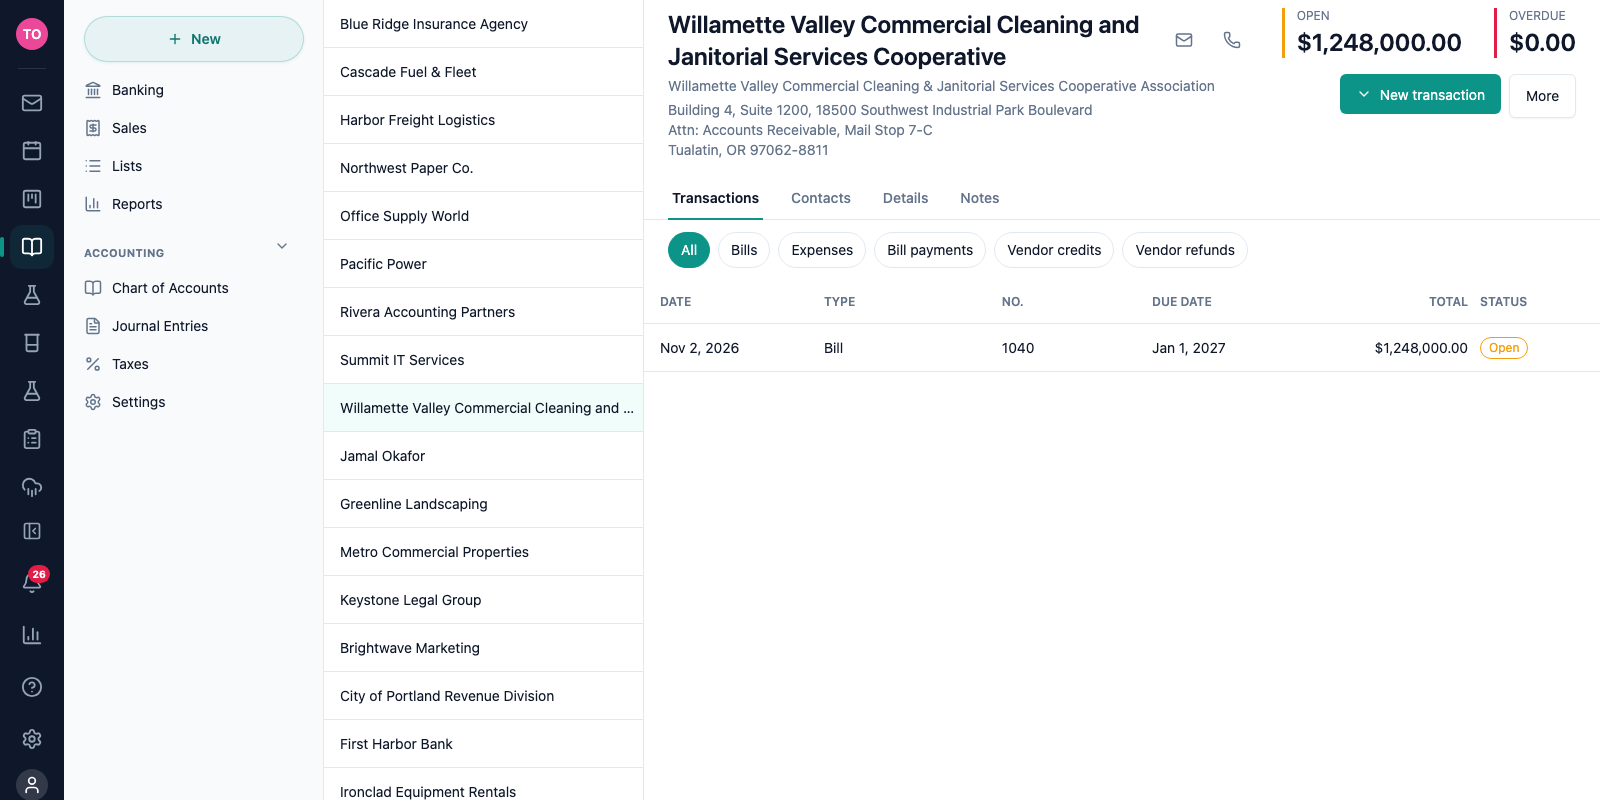 TO
26
New
Banking
Sales
Lists
Reports
ACCOUNTING
Chart of Accounts
Journal Entries
Taxes
Settings
Blue Ridge Insurance Agency
Cascade Fuel & Fleet
Harbor Freight Logistics
Northwest Paper Co.
Office Supply World
Pacific Power
Rivera Accounting Partners
Summit IT Services
Willamette Valley Commercial Cleaning and ...
Jamal Okafor
Greenline Landscaping
Metro Commercial Properties
Keystone Legal Group
Brightwave Marketing
City of Portland Revenue Division
First Harbor Bank
Ironclad Equipment Rentals
Willamette Valley Commercial Cleaning and
Janitorial Services Cooperative
Willamette Valley Commercial Cleaning & Janitorial Services Cooperative Association
Building 4, Suite 1200, 18500 Southwest Industrial Park Boulevard
Attn: Accounts Receivable, Mail Stop 7-C
Tualatin, OR 97062-8811
OPEN
$1,248,000.00
OVERDUE
$0.00
New transaction
More
Transactions Contacts Details Notes
All Bills Expenses Bill payments Vendor credits Vendor refunds
DATE TYPE NO. DUE DATE TOTAL STATUS
Nov 2, 2026 Bill 1040 Jan 1, 2027 $1,248,000.00 Open